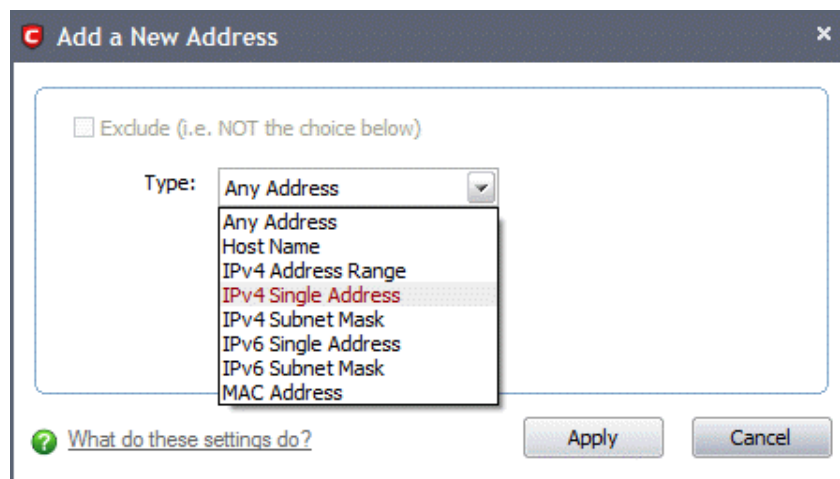 Add a New Address
Exclude (i.e. NOT the choice below)
Type: Any Address
Any Address
Host Name
IPv4 Address Range
IPv4 Single Address
IPv4 Subnet Mask
IPv6 Single Address
IPv6 Subnet Mask
MAC Address
What do these settings do? Apply Cancel